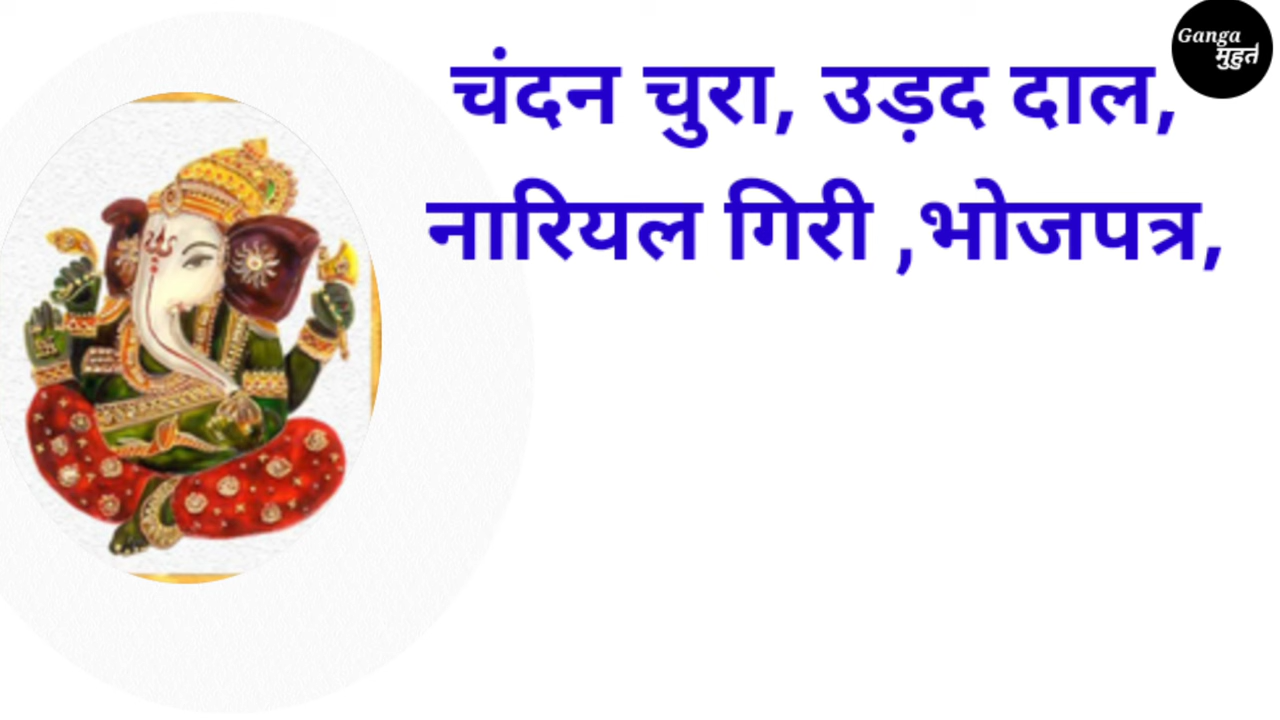 Ganga
मुहुर्त
चंदन चुरा, उड़द दाल,
नारियल गिरी ,भोजपत्र,